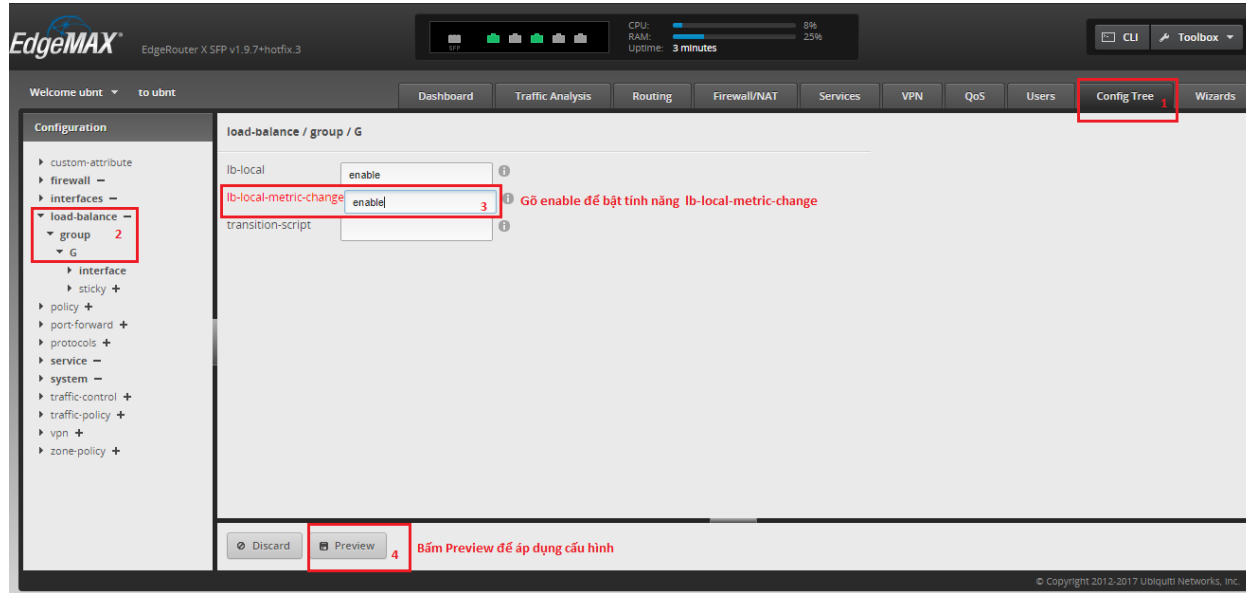 EdgeMAX®
EdgeRouter X SFP v1.9.7+hotfix.3
SFP
CPU: 8%
RAM: 25%
Uptime: 3 minutes
CLI
Toolbox
Welcome ubnt to ubnt
Dashboard
Traffic Analysis
Routing
Firewall/NAT
Services
VPN
QoS
Users
Config Tree 1
Wizards
Configuration
custom-attribute
firewall −
interfaces −
load-balance −
group 2
G
interface
sticky +
policy +
port-forward +
protocols +
service −
system −
traffic-control +
traffic-policy +
vpn +
zone-policy +
load-balance / group / G
lb-local enable
lb-local-metric-change enable 3 Gõ enable để bật tính năng lb-local-metric-change
transition-script
Discard
Preview 4 Bấm Preview để áp dụng cấu hình
© Copyright 2012-2017 Ubiquiti Networks, Inc.